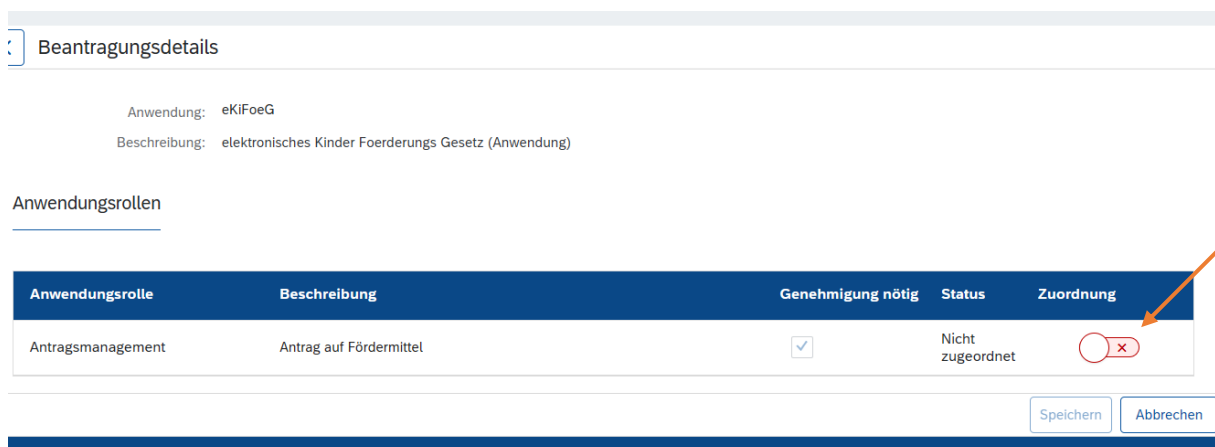 Beantragungsdetails
Anwendung: eKiFoeG
Beschreibung: elektronisches Kinder Foerderungs Gesetz (Anwendung)
Anwendungsrollen
Anwendungsrolle Beschreibung Genehmigung nötig Status Zuordnung
Antragsmanagement Antrag auf Fördermittel Nicht
zugeordnet
Speichern Abbrechen